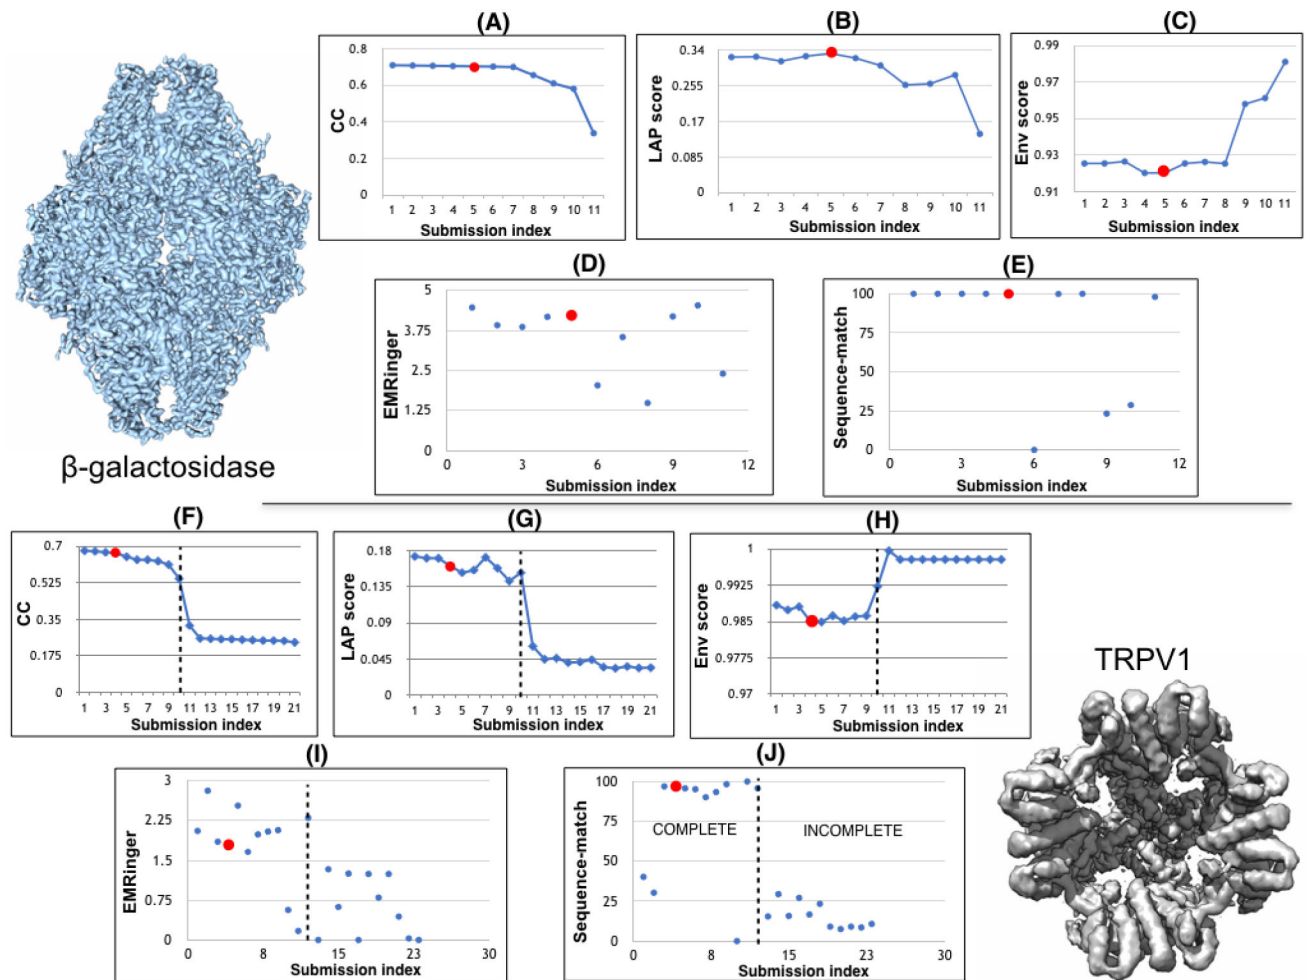 (A)
0.8
0.6
0.4
0.2
0
CC
1 2 3 4 5 6 7 8 9 10 11
Submission index
(B)
0.34
0.255
0.17
0.085
0
LAP score
1 2 3 4 5 6 7 8 9 10 11
Submission index
(C)
0.99
0.97
0.95
0.93
0.91
Env score
1 2 3 4 5 6 7 8 9 10 11
Submission index
(D)
5
3.75
2.5
1.25
0
EMRinger
0 3 6 9 12
Submission index
(E)
100
75
50
25
0
Sequence-match
0 3 6 9 12
Submission index
β-galactosidase
(F)
0.7
0.525
0.35
0.175
0
CC
1 3 5 7 9 11 13 15 17 19 21
Submission index
(G)
0.18
0.135
0.09
0.045
0
LAP score
1 3 5 7 9 11 13 15 17 19 21
Submission index
(H)
1
0.9925
0.985
0.9775
0.97
Env score
1 3 5 7 9 11 13 15 17 19 21
Submission index
TRPV1
(I)
3
2.25
1.5
0.75
0
EMRinger
0 8 15 23 30
Submission index
(J)
100
75
50
25
0
Sequence-match
COMPLETE INCOMPLETE
0 8 15 23 30
Submission index